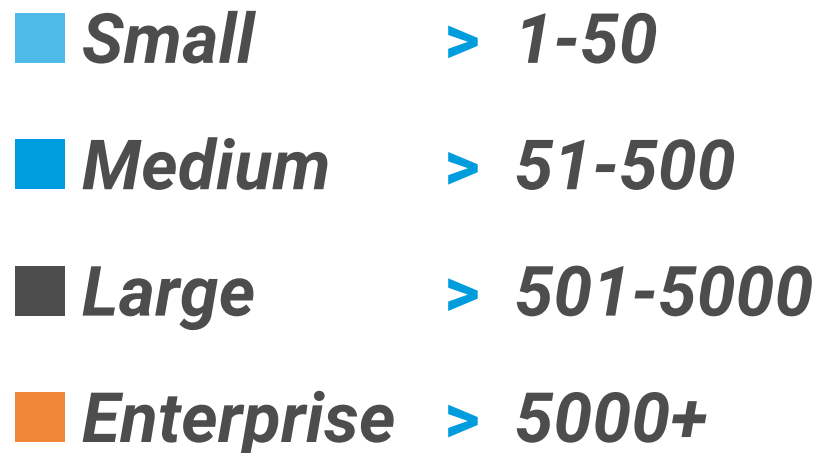 Small > 1-50
Medium > 51-500
Large > 501-5000
Enterprise > 5000+